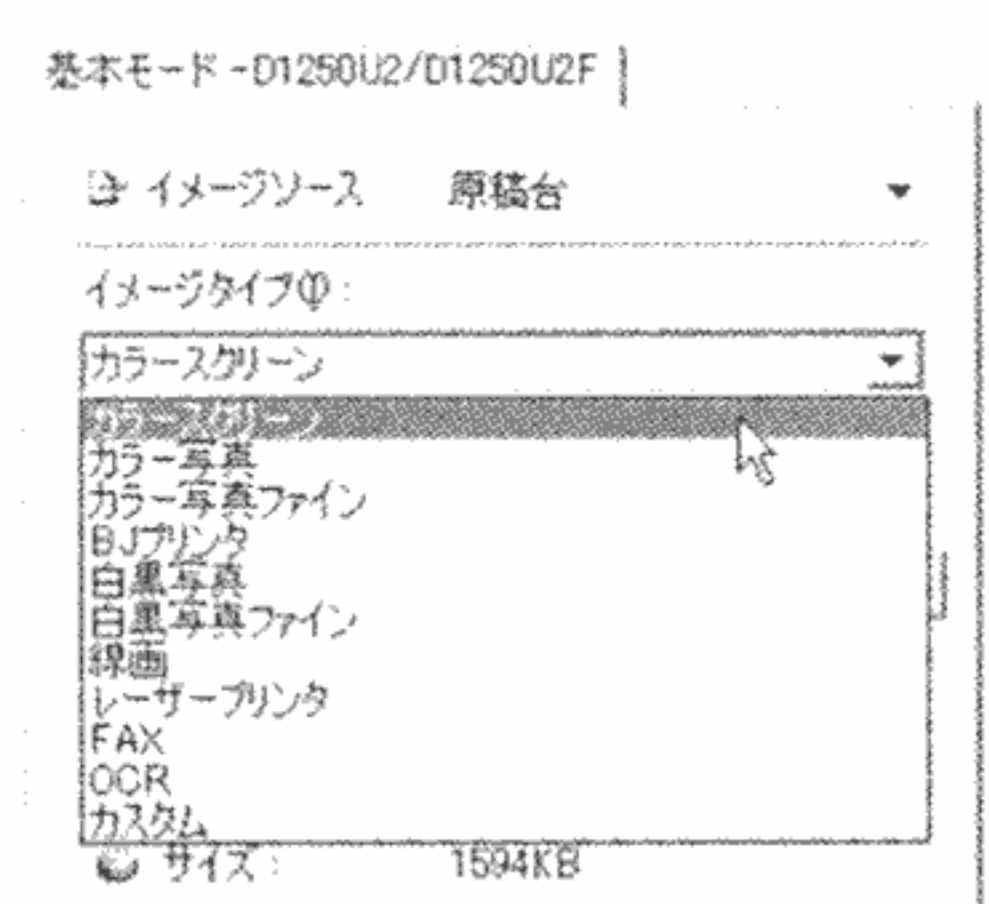 基本モード - D1250U2/D1250U2F
イメージソース 原稿台
イメージタイプ(I) :
カラースクリーン
カラースクリーン
カラー写真
カラー写真ファイン
BJプリンタ
白黒写真
白黒写真ファイン
線画
レーザープリンタ
FAX
OCR
カスタム
サイズ : 1594KB